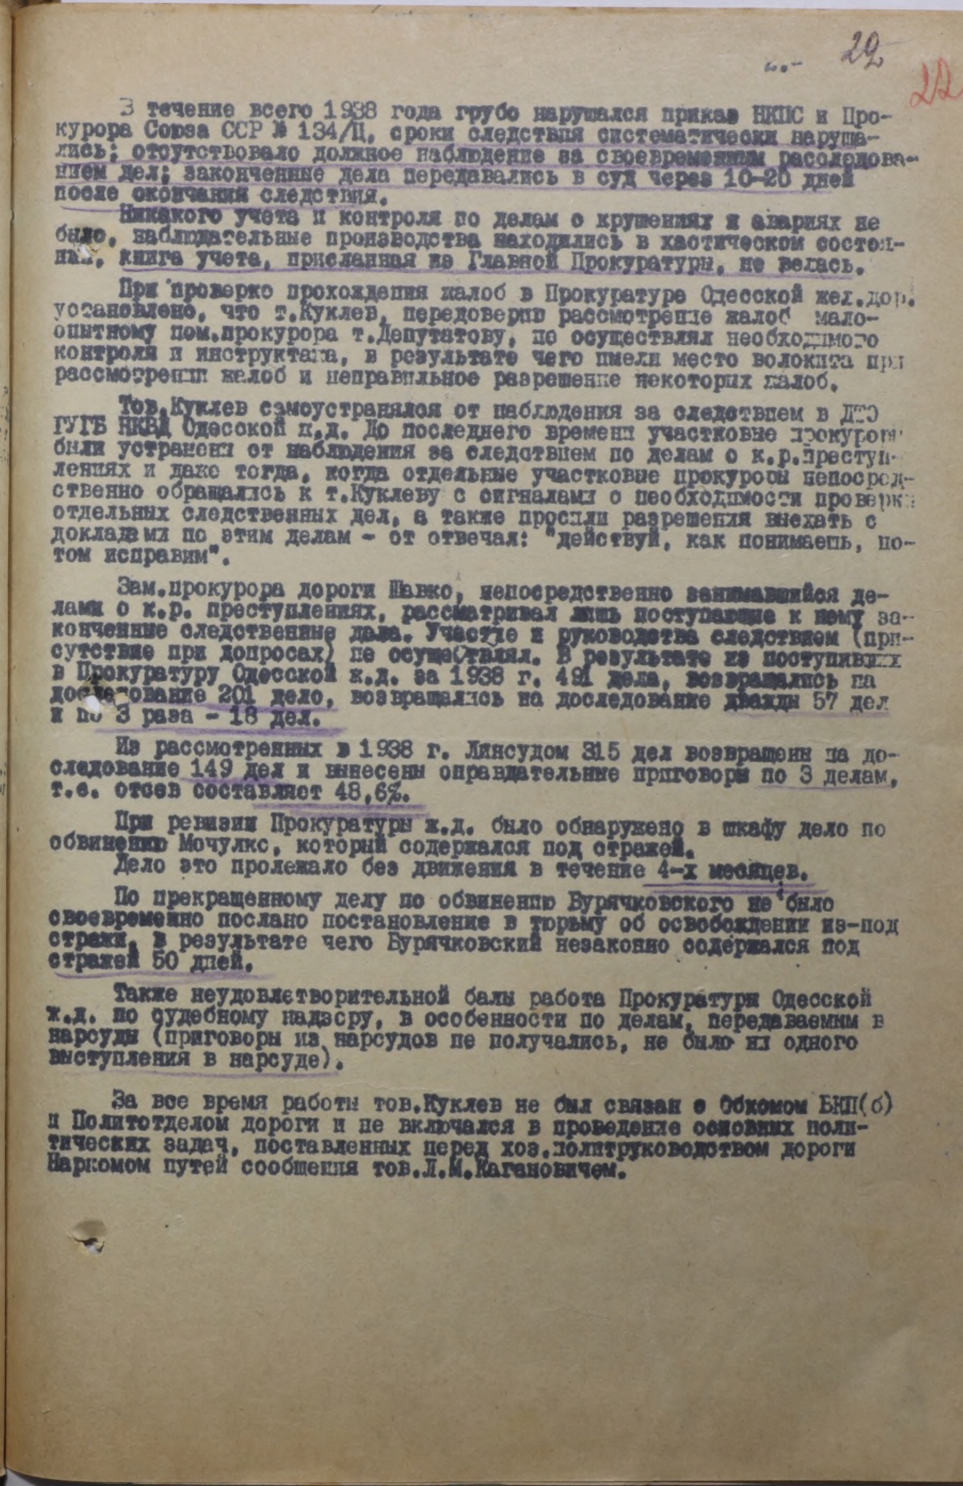 29
22
В течение всего 1938 года грубо нарушался приказ НКПС и Про-
курора Союза ССР № 134/Ц, сроки следствия систематически наруша-
лись; отсутствовало должное наблюдение за своевременным расследова-
нием дел; законченные дела передавались в суд через 10-20 дней
после окончания следствия.
Никакого учета и контроля по делам о крушениях и авариях не
было, наблюдательные производства находились в хаотическом состоя-
нии, книга учета, присланная из Главной Прокуратуры, не велась.
При проверке прохождения жалоб в Прокуратуре Одесской жел.дор.
установлено, что т.Куклев, передоверив рассмотрение жалоб мало-
опытному пом.прокурора т.Депутатову, не осуществлял необходимого
контроля и инструктажа, в результате чего имели место волокита при
рассмотрении жалоб и неправильное разрешение некоторых жалоб.
Тов.Куклев самоустранялся от наблюдения за следствием в ДТО
ГУГБ НКВД Одесской ж.д. До последнего времени участковые прокуроры
были устранены от наблюдения за следствием по делам о к.р.преступ-
лениях и даже тогда, когда отдельные участковые прокуроры непосред-
ственно обращались к т.Куклеву с сигналами о необходимости проверки
отдельных следственных дел, а также просили разрешения выехать с
докладами по этим делам - от отвечал: "действуй, как понимаешь, по-
том исправим".
Зам.прокурора дороги Шавко, непосредственно занимавшийся де-
лами о к.р. преступлениях, рассматривал лишь поступающие к нему за-
конченные следственные дела. Участие и руководства следствием (при-
сутствие при допросах) не осуществлял. В результате из поступивших
в Прокуратуру Одесской ж.д. за 1938 г. 491 дела, возвращались на
доследование 201 дело, возвращались на доследование дважды 57 дел
и по 3 раза - 18 дел.
Из рассмотренных в 1938 г. Линсудом 315 дел возвращены на до-
следование 149 дел и вынесены оправдательные приговоры по 3 делам,
т.е. отсев составляет 48,6%.
При ревизии Прокуратуры ж.д. было обнаружено в шкафу дело по
обвинению Мочулко, который содержался под стражей.
Дело это пролежало без движения в течение 4-х месяцев.
По прекращенному делу по обвинению Бурячковского не было
своевременно послано постановление в тюрьму об освобождении из-под
стражи, в результате чего Бурячковский незаконно содержался под
стражей 50 дней.
Также неудовлетворительной была работа Прокуратуры Одесской
ж.д. по судебному надзору, в особенности по делам, передаваемым в
нарсуды (приговоры из нарсудов не получались, не было ни одного
выступления в нарсуде).
За все время работы тов.Куклев не был связан с Обкомом ВКП(б)
и Политотделом дороги и не включался в проведение основных поли-
тических задач, поставленных перед хоз.политруководством дороги
Наркомом путей сообщения тов.Л.М.Кагановичем.